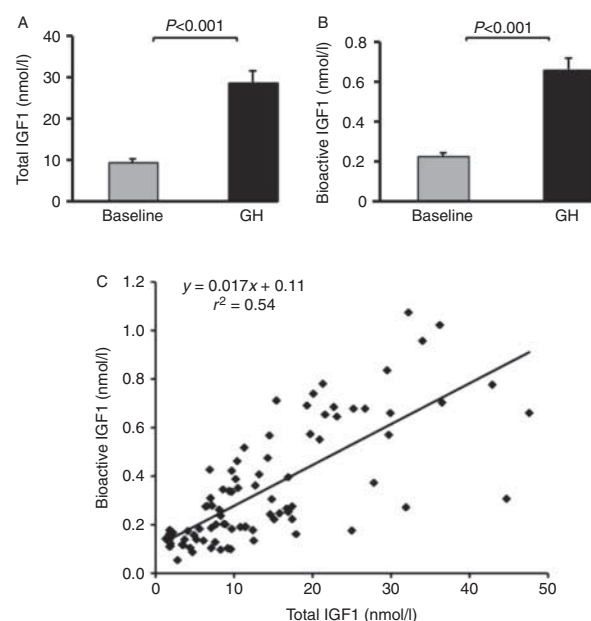 A
P<0.001
Total IGF1 (nmol/l)
40
30
20
10
0
Baseline
GH
B
P<0.001
Bioactive IGF1 (nmol/l)
0.8
0.6
0.4
0.2
0
Baseline
GH
C
y = 0.017x + 0.11
r² = 0.54
Bioactive IGF1 (nmol/l)
1.2
1.0
0.8
0.6
0.4
0.2
0.0
0
10
20
30
40
50
Total IGF1 (nmol/l)